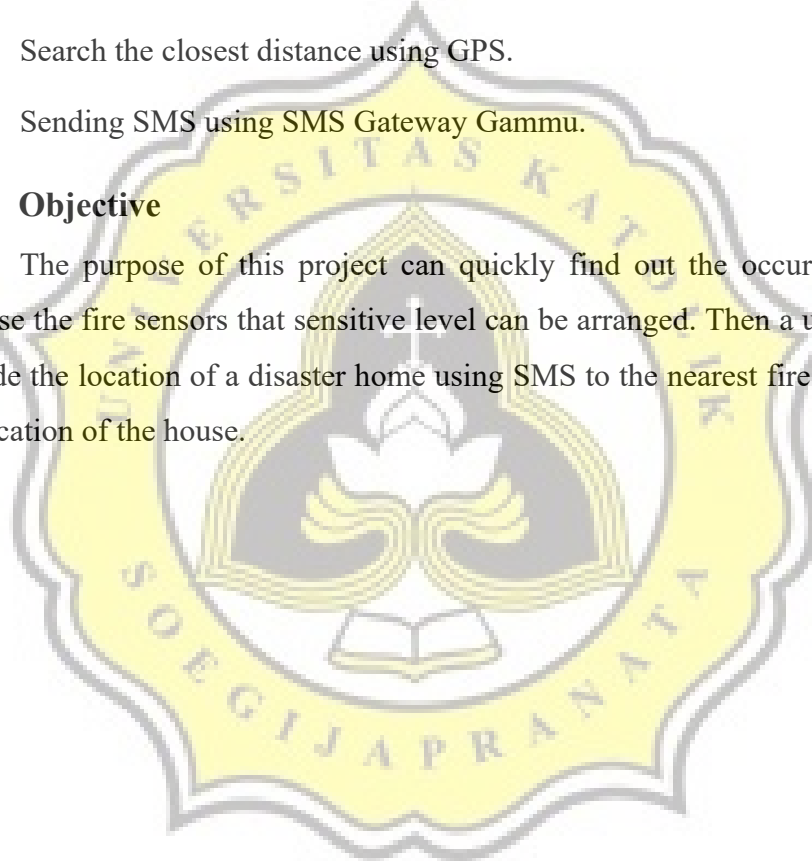 Search the closest distance using GPS.
Sending SMS using SMS Gateway Gammu.
Objective
The purpose of this project can quickly find out the occur
se the fire sensors that sensitive level can be arranged. Then a u
de the location of a disaster home using SMS to the nearest fire
cation of the house.
UNIVERSITAS KATOLIK
SOEGIJAPRANATA